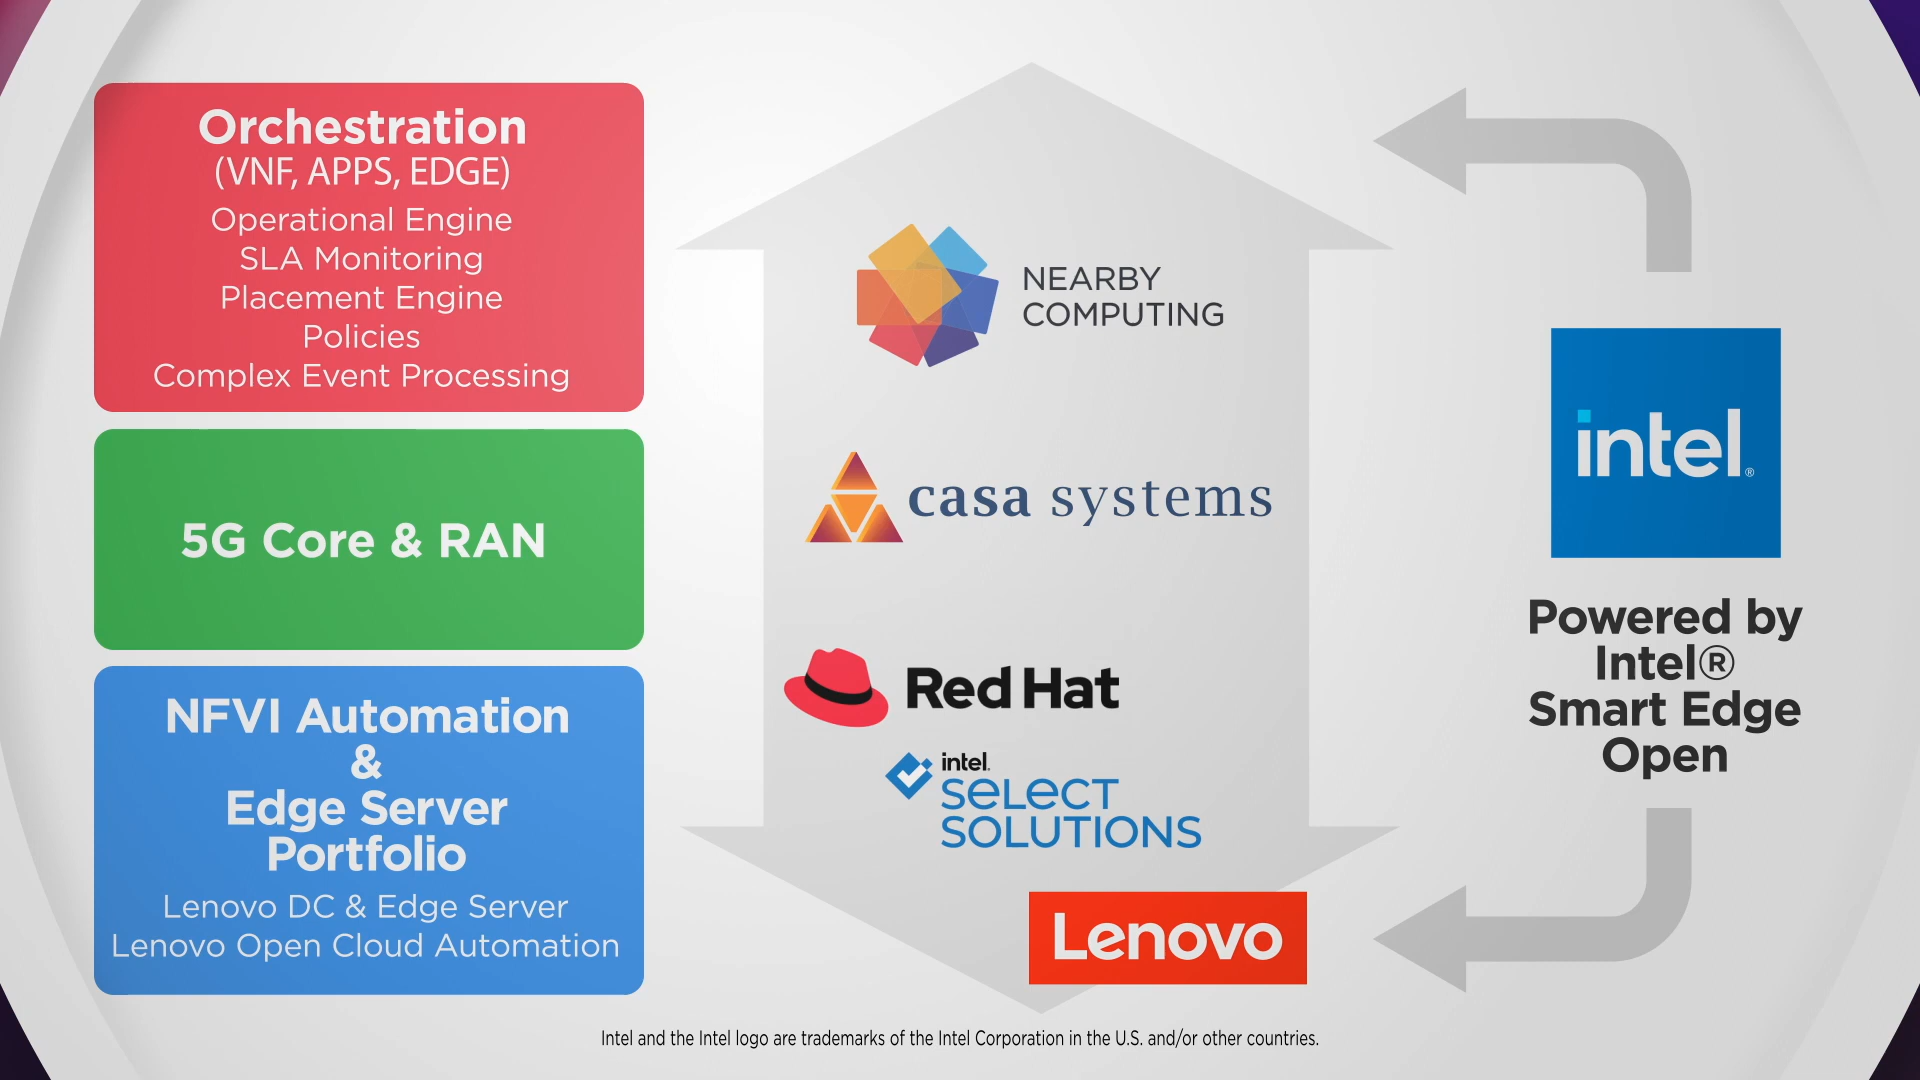 Orchestration
(VNF, APPS, EDGE)
Operational Engine
SLA Monitoring
Placement Engine
Policies
Complex Event Processing
5G Core & RAN
NFVI Automation
&
Edge Server
Portfolio
Lenovo DC & Edge Server
Lenovo Open Cloud Automation
NEARBY
COMPUTING
casa systems
Red Hat
intel.
SELECT
SOLUTIONS
Lenovo
intel®
Powered by
Intel®
Smart Edge
Open
Intel and the Intel logo are trademarks of the Intel Corporation in the U.S. and/or other countries.